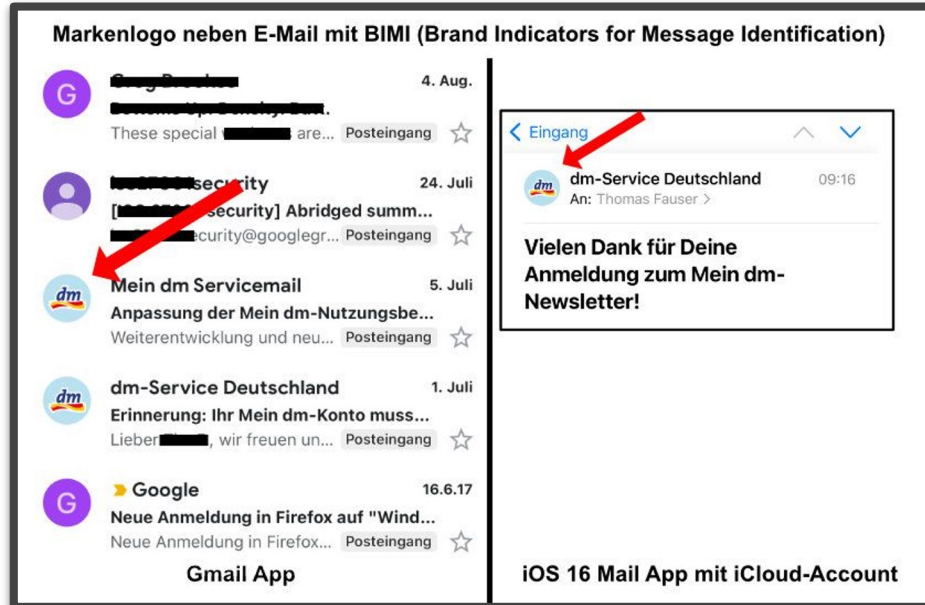 Markenlogo neben E-Mail mit BIMI (Brand Indicators for Message Identification)
G
4. Aug.
These special are... Posteingang
security 24. Juli
[ security] Abridged summ...
ecurity@googlegr... Posteingang
dm
Mein dm Servicemail 5. Juli
Anpassung der Mein dm-Nutzungsbe...
Weiterentwicklung und neu... Posteingang
dm
dm-Service Deutschland 1. Juli
Erinnerung: Ihr Mein dm-Konto muss...
Lieber , wir freuen un... Posteingang
G
Google 16.6.17
Neue Anmeldung in Firefox auf "Wind...
Neue Anmeldung in Firefox... Posteingang
Gmail App
Eingang
dm
dm-Service Deutschland 09:16
An: Thomas Fauser >
Vielen Dank für Deine
Anmeldung zum Mein dm-
Newsletter!
iOS 16 Mail App mit iCloud-Account